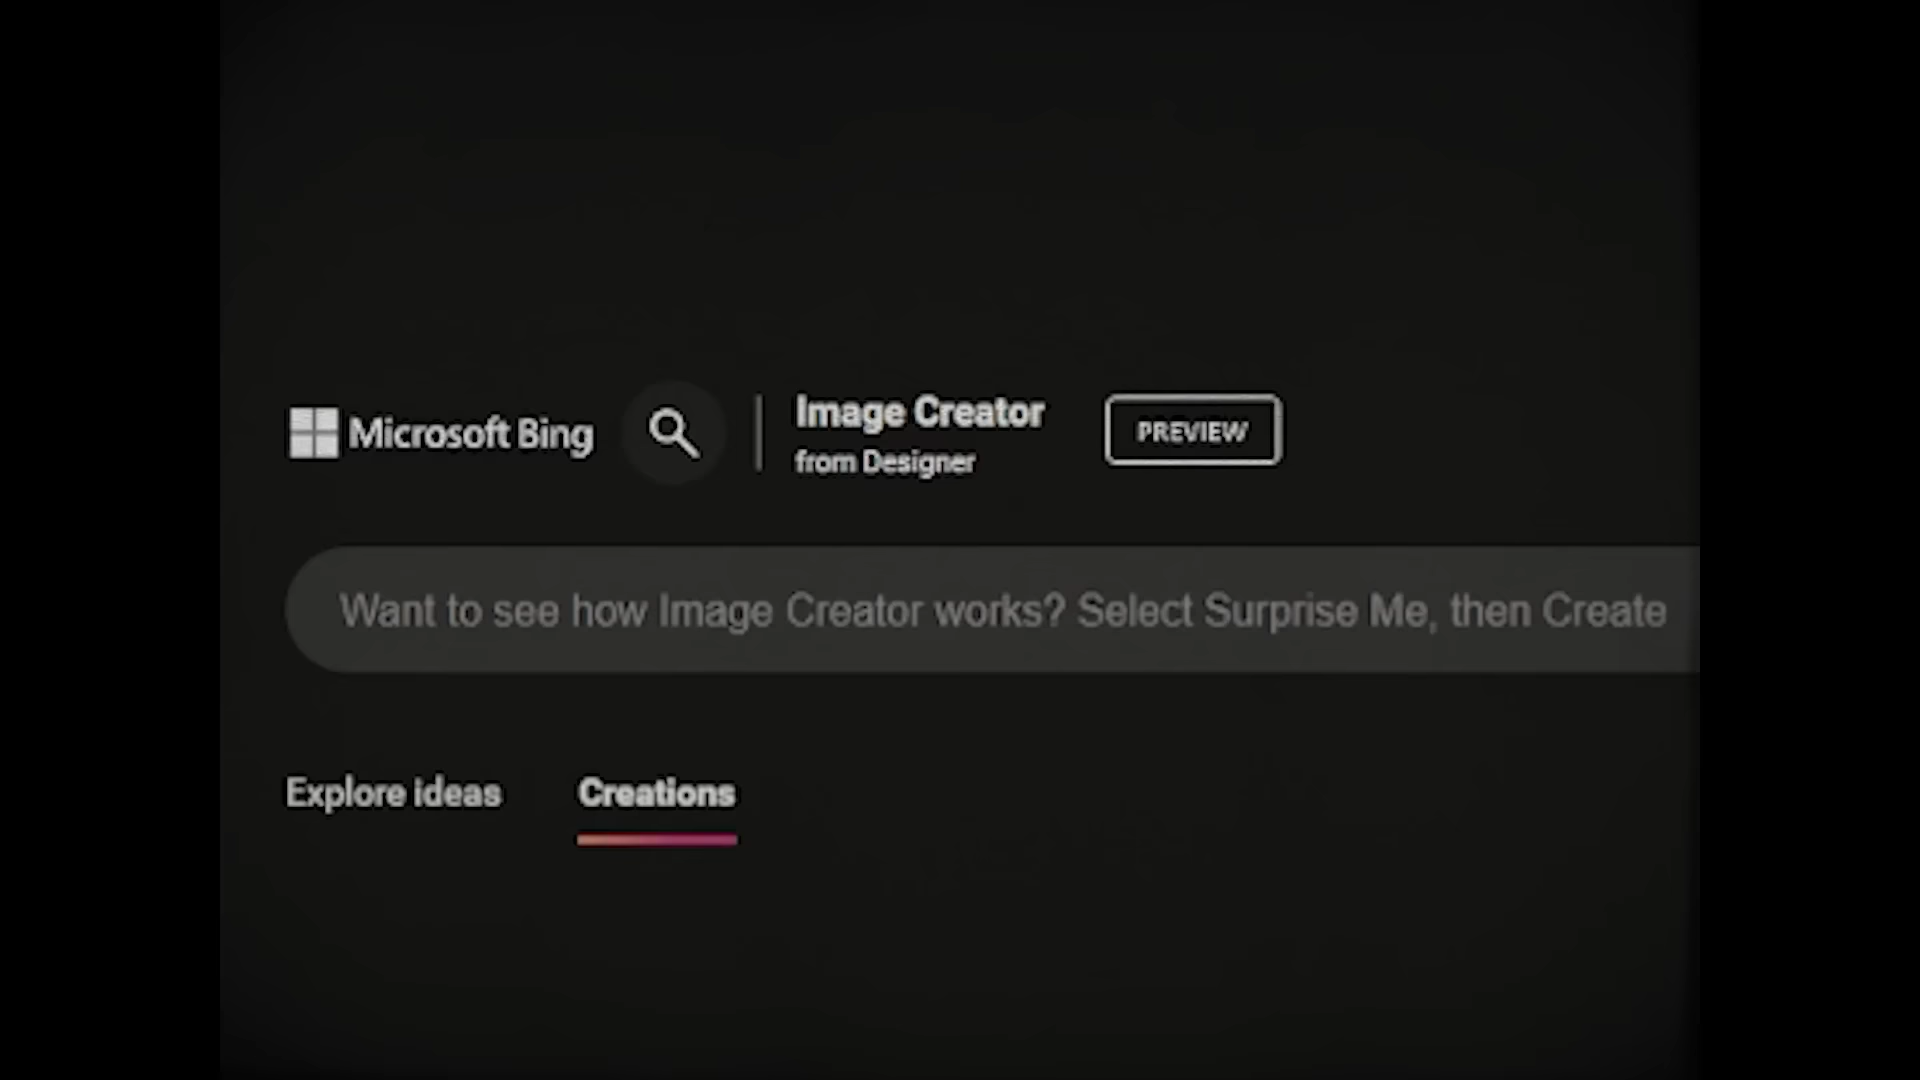 Microsoft Bing
Image Creator
from Designer
PREVIEW
Want to see how Image Creator works? Select Surprise Me, then Create
Explore ideas
Creations